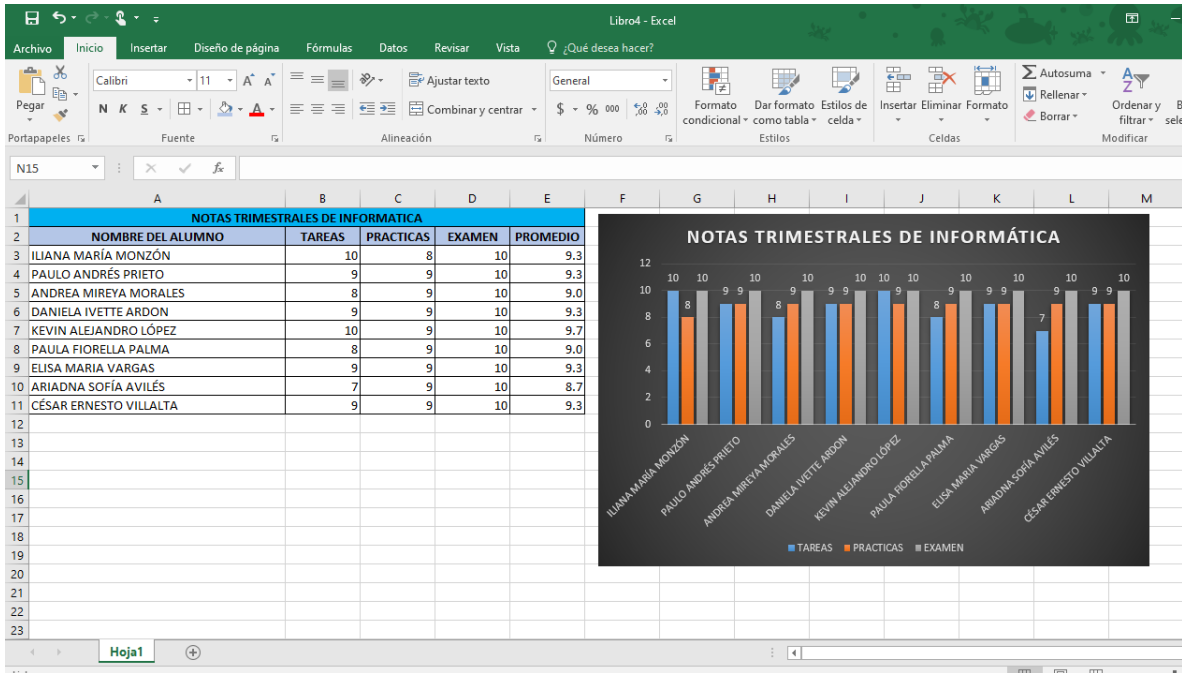 Libro4 - Excel
Archivo Inicio Insertar Diseño de página Fórmulas Datos Revisar Vista ¿Qué desea hacer?
Pegar Calibri 11 A A Ajustar texto General Formato condicional Dar formato como tabla Estilos de celda Insertar Eliminar Formato Autosuma Rellenar Borrar Ordenar y filtrar
N K S A Combinar y centrar $ % 000
Portapapeles Fuente Alineación Número Estilos Celdas Modificar
N15 fx
A B C D E F G H I J K L M
1 NOTAS TRIMESTRALES DE INFORMATICA
2 NOMBRE DEL ALUMNO TAREAS PRACTICAS EXAMEN PROMEDIO
3 ILIANA MARÍA MONZÓN 10 8 10 9.3
4 PAULO ANDRÉS PRIETO 9 9 10 9.3
5 ANDREA MIREYA MORALES 8 9 10 9.0
6 DANIELA IVETTE ARDON 9 9 10 9.3
7 KEVIN ALEJANDRO LÓPEZ 10 9 10 9.7
8 PAULA FIORELLA PALMA 8 9 10 9.0
9 ELISA MARIA VARGAS 9 9 10 9.3
10 ARIADNA SOFÍA AVILÉS 7 9 10 8.7
11 CÉSAR ERNESTO VILLALTA 9 9 10 9.3
12
13
14
15
16
17
18
19
20
21
22
23
NOTAS TRIMESTRALES DE INFORMÁTICA
12
10
8
6
4
2
0
10 8 10 9 9 10 8 9 10 9 9 10 10 9 10 8 9 10 9 9 10 7 9 10 9 9 10
ILIANA MARÍA MONZÓN
PAULO ANDRÉS PRIETO
ANDREA MIREYA MORALES
DANIELA IVETTE ARDON
KEVIN ALEJANDRO LÓPEZ
PAULA FIORELLA PALMA
ELISA MARIA VARGAS
ARIADNA SOFÍA AVILÉS
CÉSAR ERNESTO VILLALTA
TAREAS PRACTICAS EXAMEN
Hoja1